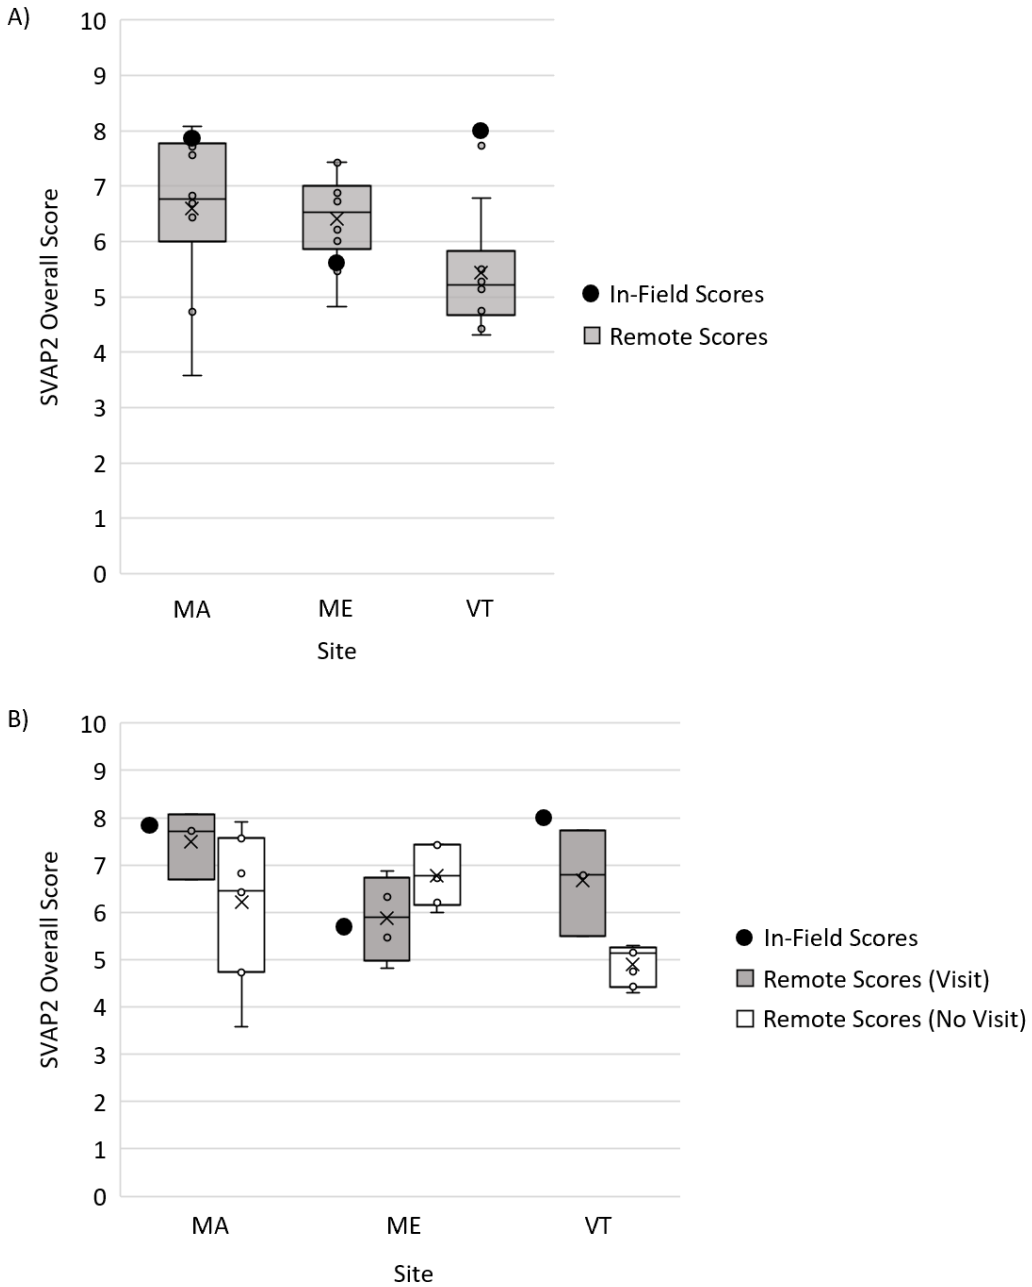 A)
10
9
8
7
6
5
4
3
2
1
0
SVAP2 Overall Score
MA
ME
VT
Site
In-Field Scores
Remote Scores
B)
10
9
8
7
6
5
4
3
2
1
0
SVAP2 Overall Score
MA
ME
VT
Site
In-Field Scores
Remote Scores (Visit)
Remote Scores (No Visit)